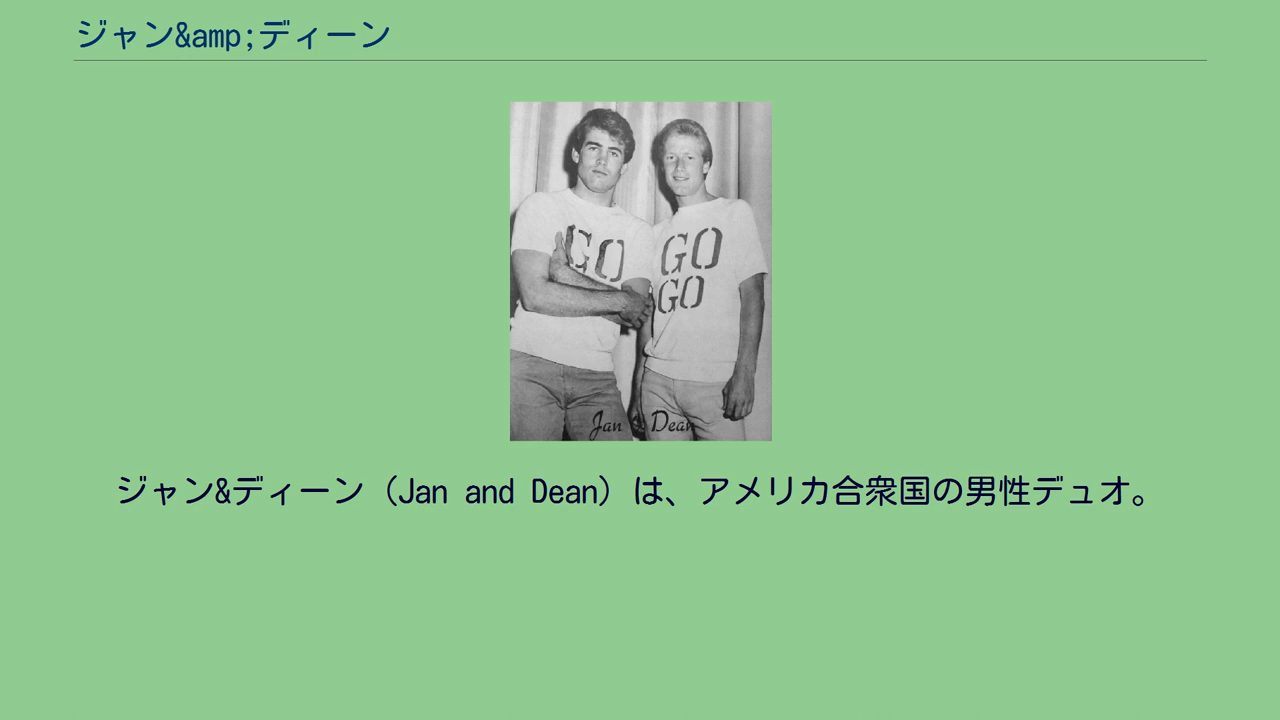 ジャン&amp;ディーン
GO
GO
GO
Jan & Dean
ジャン&ディーン（Jan and Dean）は、アメリカ合衆国の男性デュオ。